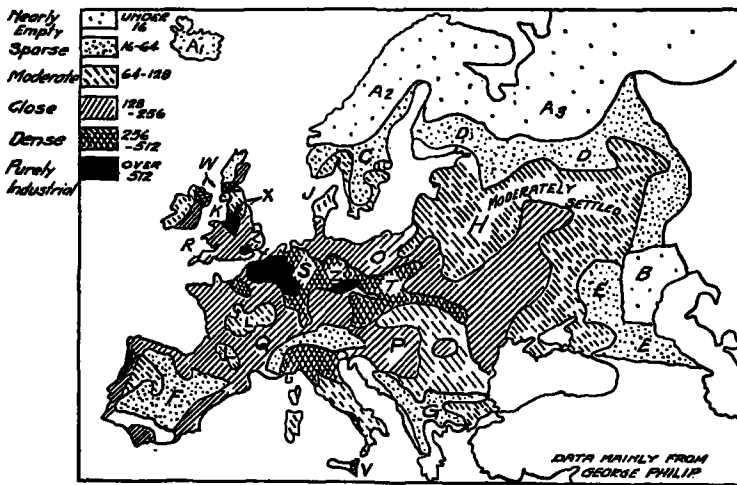 Nearly Empty UNDER 16
Sparse 16-64
Moderate 64-128
Close 128-256
Dense 256-512
Purely Industrial OVER 512
A1
A2
A3
D
D
C
W
Y
X
K
J
R
MODERATELY SETTLED
H
O
S
Z
T
B
E
E
L
Q
P
F
G
V
DATA MAINLY FROM
GEORGE PHILIP